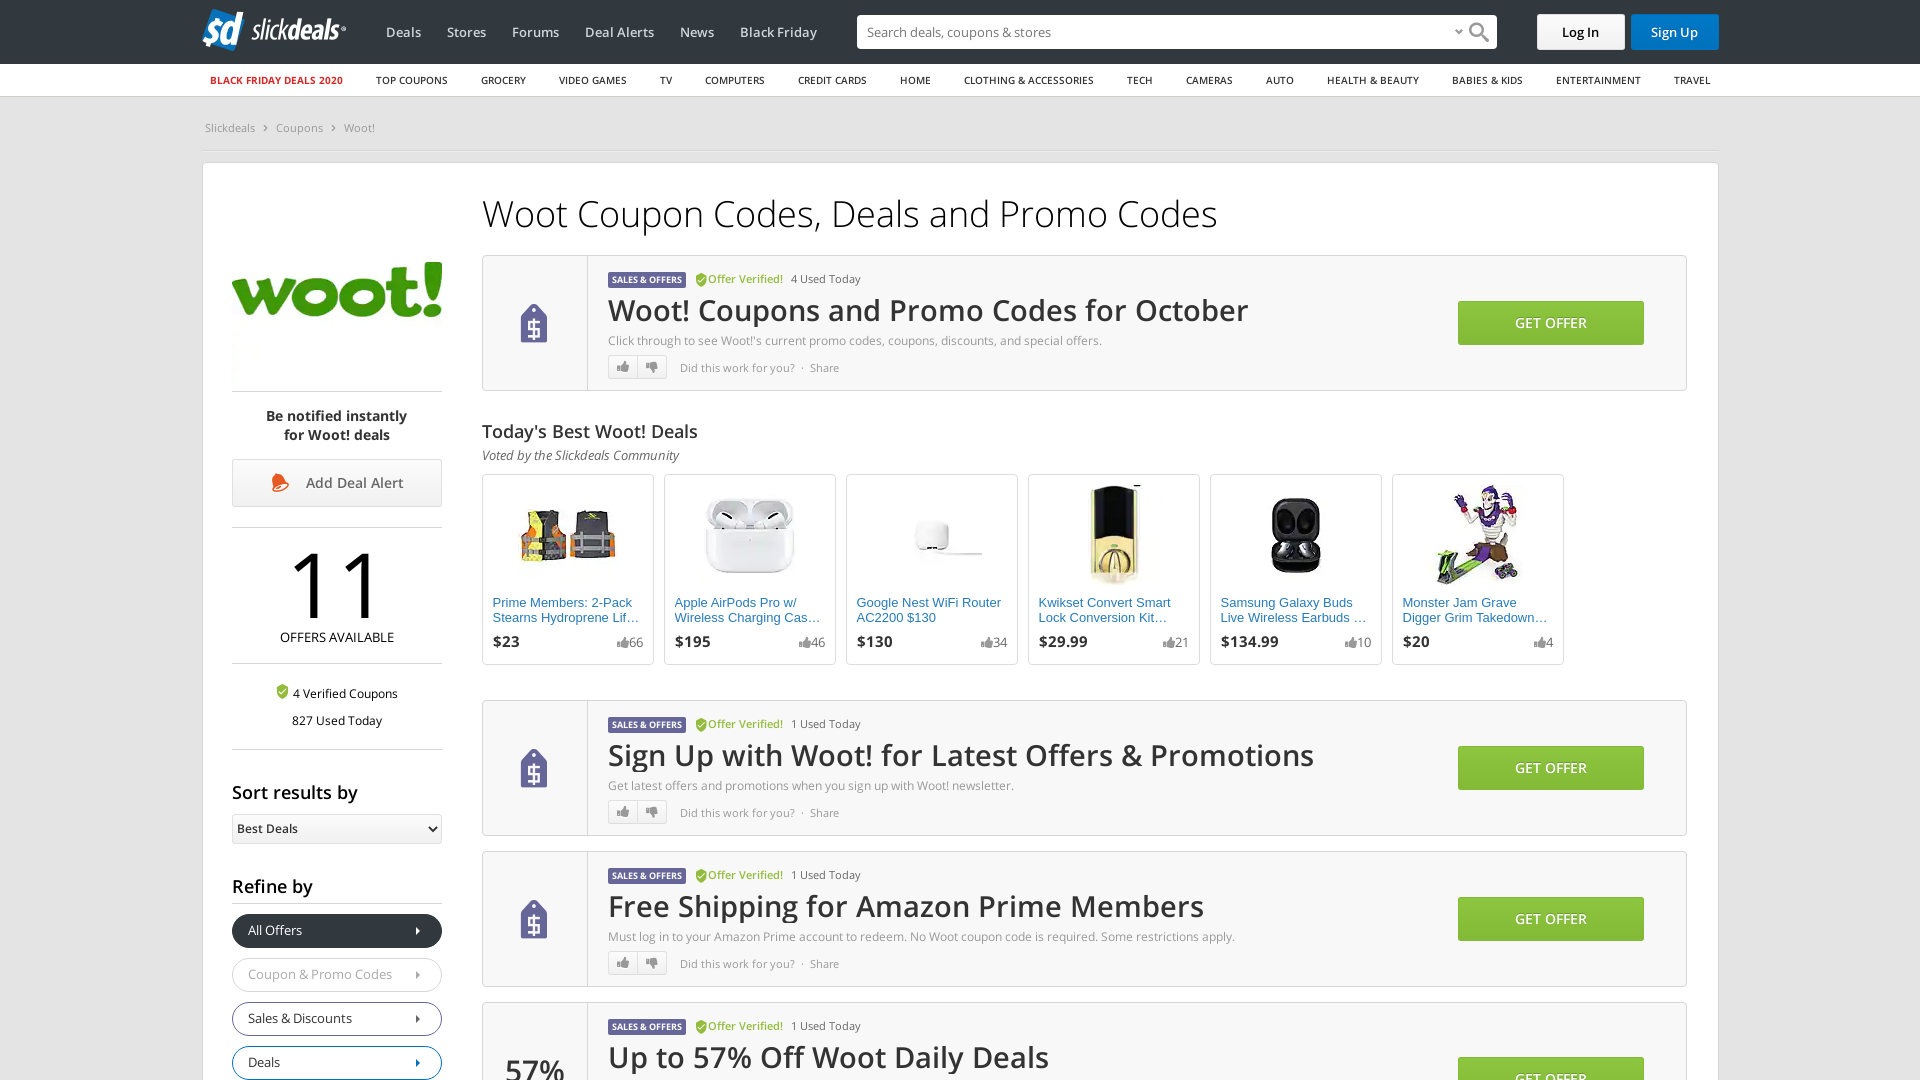 sd slickdeals
Deals
Stores
Forums
Deal Alerts
News
Black Friday
Search deals, coupons & stores
Log In
Sign Up
BLACK FRIDAY DEALS 2020
TOP COUPONS
GROCERY
VIDEO GAMES
TV
COMPUTERS
CREDIT CARDS
HOME
CLOTHING & ACCESSORIES
TECH
CAMERAS
AUTO
HEALTH & BEAUTY
BABIES & KIDS
ENTERTAINMENT
TRAVEL
Slickdeals > Coupons > Woot!
woot!
Be notified instantly
for Woot! deals
Add Deal Alert
11
OFFERS AVAILABLE
4 Verified Coupons
827 Used Today
Sort results by
Best Deals
Refine by
All Offers
Coupon & Promo Codes
Sales & Discounts
Deals
Woot Coupon Codes, Deals and Promo Codes
$
SALES & OFFERS Offer Verified! 4 Used Today
Woot! Coupons and Promo Codes for October
Click through to see Woot!'s current promo codes, coupons, discounts, and special offers.
Did this work for you? · Share
GET OFFER
Today's Best Woot! Deals
Voted by the Slickdeals Community
Prime Members: 2-Pack
Stearns Hydroprene Lif…
$23 66
Apple AirPods Pro w/
Wireless Charging Cas…
$195 46
Google Nest WiFi Router
AC2200 $130
$130 34
Kwikset Convert Smart
Lock Conversion Kit…
$29.99 21
Samsung Galaxy Buds
Live Wireless Earbuds …
$134.99 10
Monster Jam Grave
Digger Grim Takedown…
$20 4
$
SALES & OFFERS Offer Verified! 1 Used Today
Sign Up with Woot! for Latest Offers & Promotions
Get latest offers and promotions when you sign up with Woot! newsletter.
Did this work for you? · Share
GET OFFER
$
SALES & OFFERS Offer Verified! 1 Used Today
Free Shipping for Amazon Prime Members
Must log in to your Amazon Prime account to redeem. No Woot coupon code is required. Some restrictions apply.
Did this work for you? · Share
GET OFFER
57%
SALES & OFFERS Offer Verified! 1 Used Today
Up to 57% Off Woot Daily Deals
GET OFFER